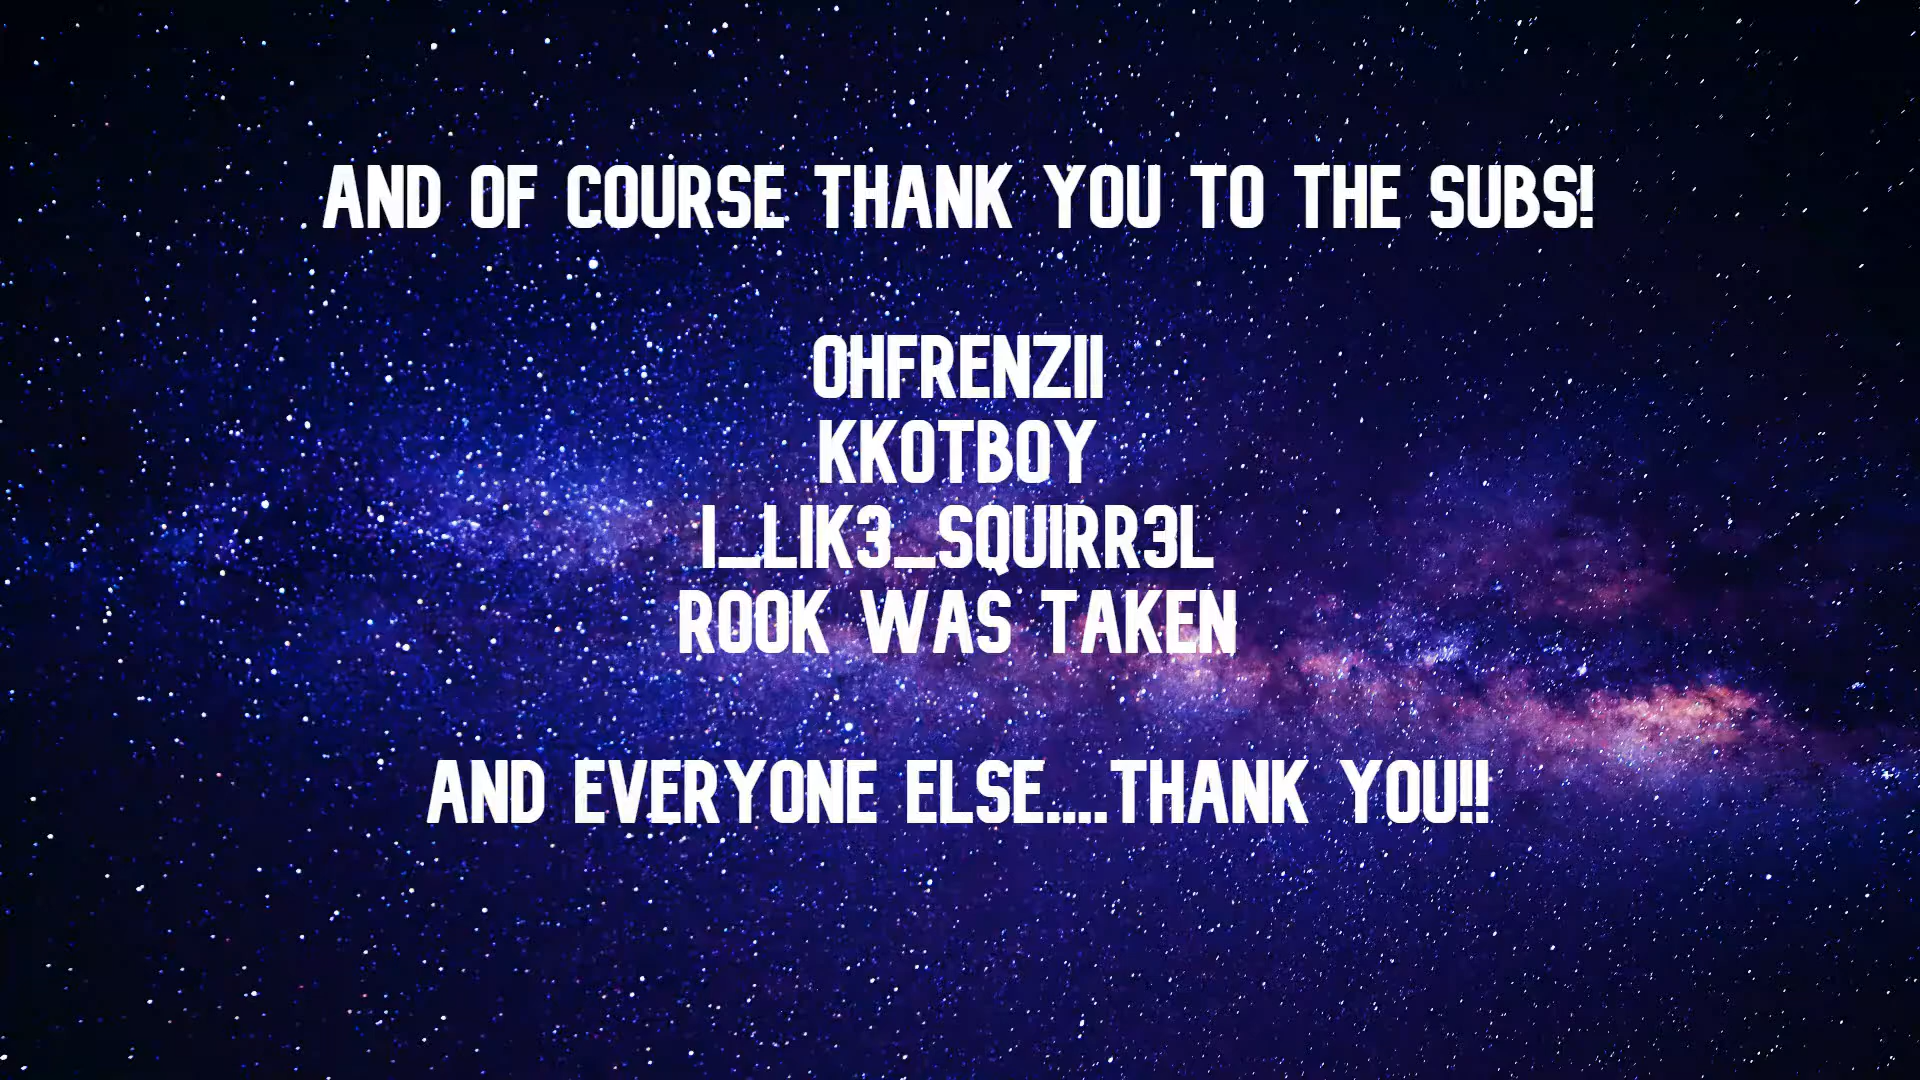 AND OF COURSE THANK YOU TO THE SUBS!
OHFRENZII
KKOTBOY
I_LIK3_SQUIRR3L
ROOK WAS TAKEN
AND EVERYONE ELSE....THANK YOU!!